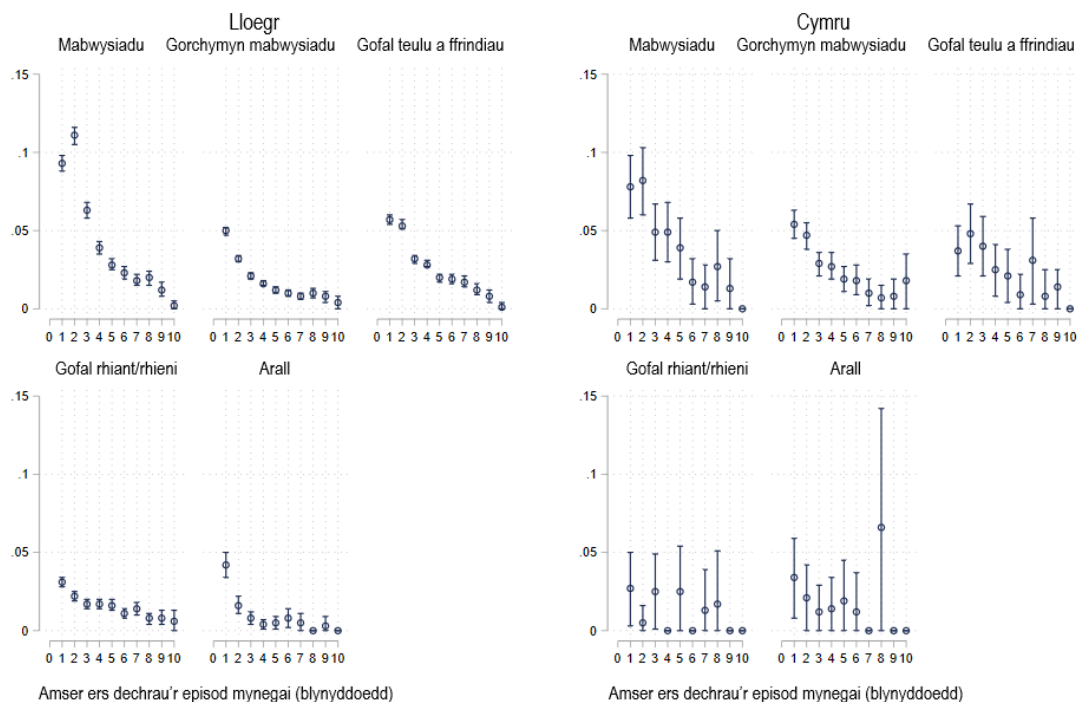 Lloegr
Mabwysiadu Gorchymyn mabwysiadu Gofal teulu a ffrindiau
.15
.1
.05
0
0 1 2 3 4 5 6 7 8 9 10 0 1 2 3 4 5 6 7 8 9 10 0 1 2 3 4 5 6 7 8 9 10
Gofal rhiant/rhieni Arall
.15
.1
.05
0
0 1 2 3 4 5 6 7 8 9 10 0 1 2 3 4 5 6 7 8 9 10
Amser ers dechrau'r episod mynegai (blynyddoedd)
Cymru
Mabwysiadu Gorchymyn mabwysiadu Gofal teulu a ffrindiau
.15
.1
.05
0
0 1 2 3 4 5 6 7 8 9 10 0 1 2 3 4 5 6 7 8 9 10 0 1 2 3 4 5 6 7 8 9 10
Gofal rhiant/rhieni Arall
.15
.1
.05
0
0 1 2 3 4 5 6 7 8 9 10 0 1 2 3 4 5 6 7 8 9 10
Amser ers dechrau'r episod mynegai (blynyddoedd)